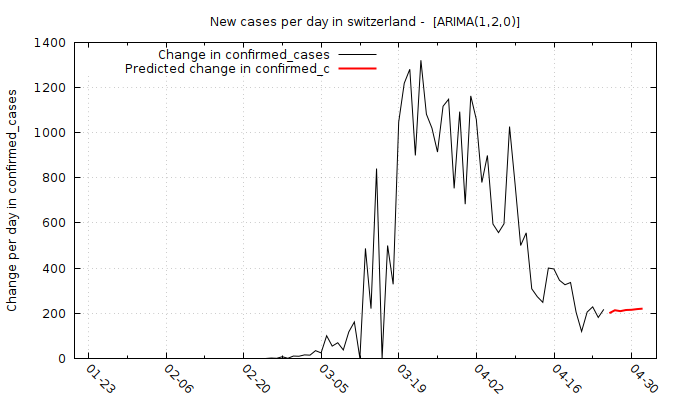 New cases per day in switzerland -  [ARIMA(1,2,0)]
Change in confirmed_cases
Predicted change in confirmed_c
Change per day in confirmed_cases
1400
1200
1000
800
600
400
200
0
01-23 02-06 02-20 03-05 03-19 04-02 04-16 04-30